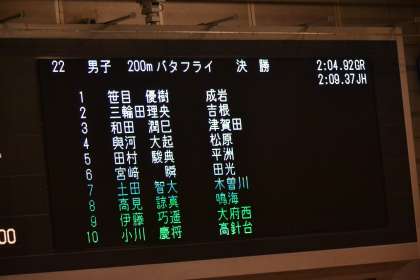 22 男子 200mバタフライ 決勝 2:04.92GR
2:09.37JH
1 笹目 優樹 成岩
2 三輪田理央 吉根
3 和田 潤巳 津賀田
4 與河 大起 松原
5 田村 駿典 平洲
6 宮﨑 瞬 田光
7 土田 智大 木曽川
8 高見 諒真 鳴海
9 伊藤 巧遥 大府西
10 小川 慶将 高針台
00